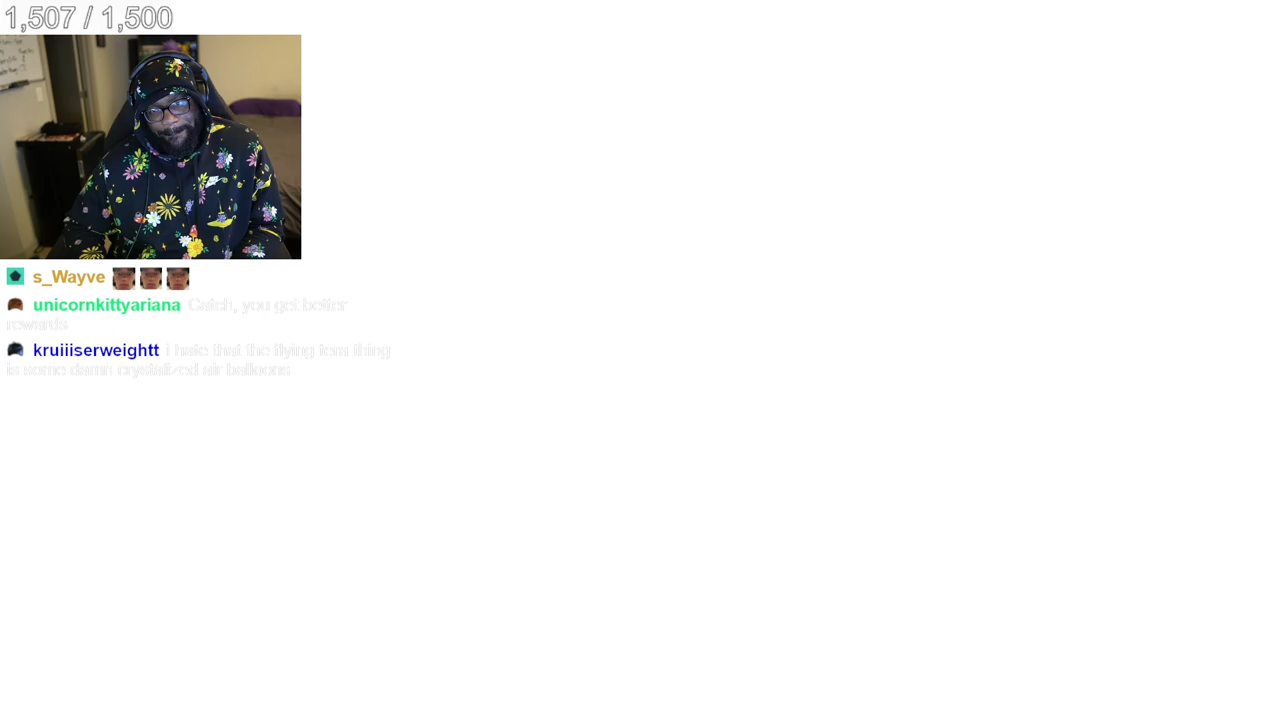 1,507 / 1,500
s_Wayve
unicornkittyariana Catch, you get better
rewards
kruiiiserweightt I hate that the flying tera thing
is some damn crystalized air balloons